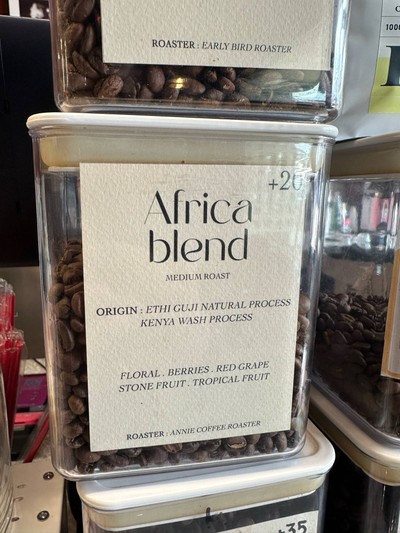 ROASTER : EARLY BIRD ROASTER
+20
Africa
blend
MEDIUM ROAST
ORIGIN : ETHI GUJI NATURAL PROCESS
KENYA WASH PROCESS
FLORAL . BERRIES . RED GRAPE
STONE FRUIT . TROPICAL FRUIT
ROASTER : ANNIE COFFEE ROASTER
+35